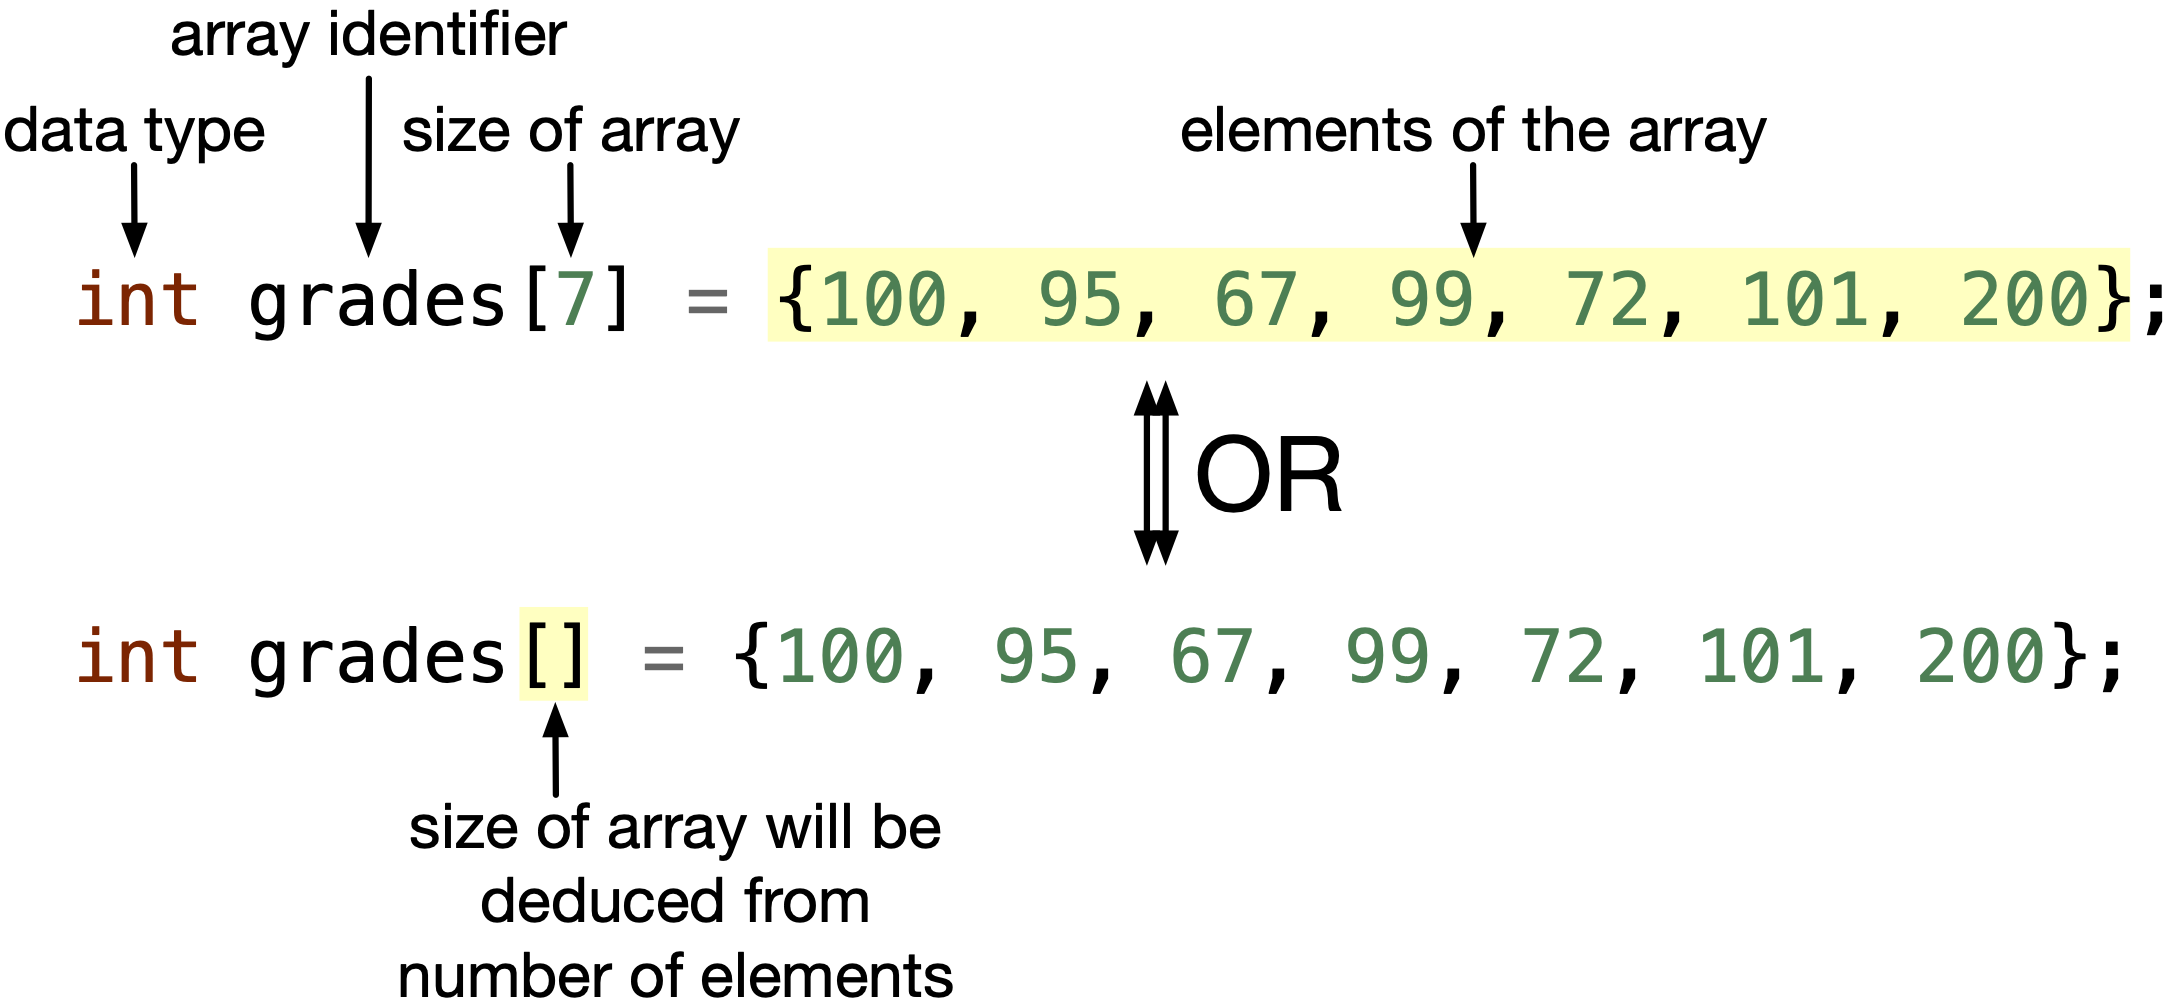 array identifier
data type
size of array
elements of the array
int grades[7] = {100, 95, 67, 99, 72, 101, 200};
OR
int grades[] = {100, 95, 67, 99, 72, 101, 200};
size of array will be
deduced from
number of elements